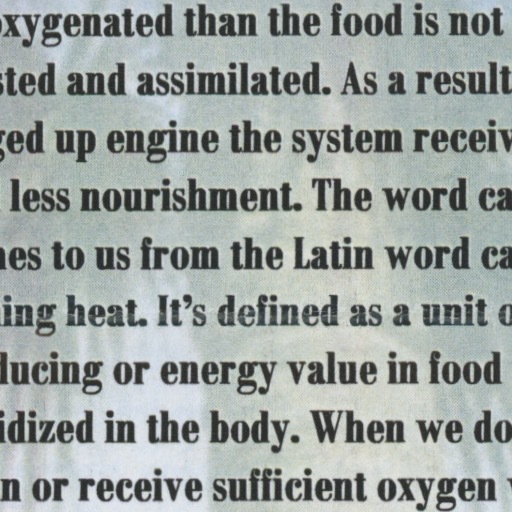 oxygenated than the food is not
sted and assimilated. As a result
ged up engine the system receiv
less nourishment. The word ca
nes to us from the Latin word ca
ning heat. It's defined as a unit o
ducing or energy value in food
idized in the body. When we do
n or receive sufficient oxygen